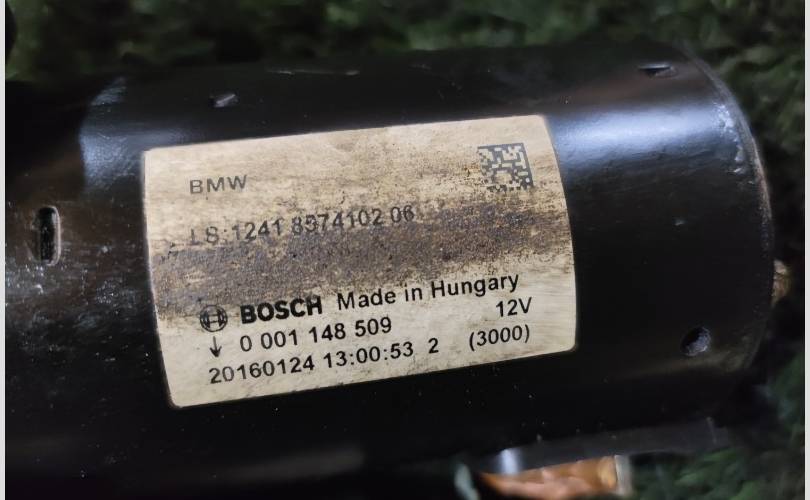 BMW
LS:1241 8574102 06
BOSCH Made in Hungary
0 001 148 509 12V
20160124 13:00:53 2 (3000)